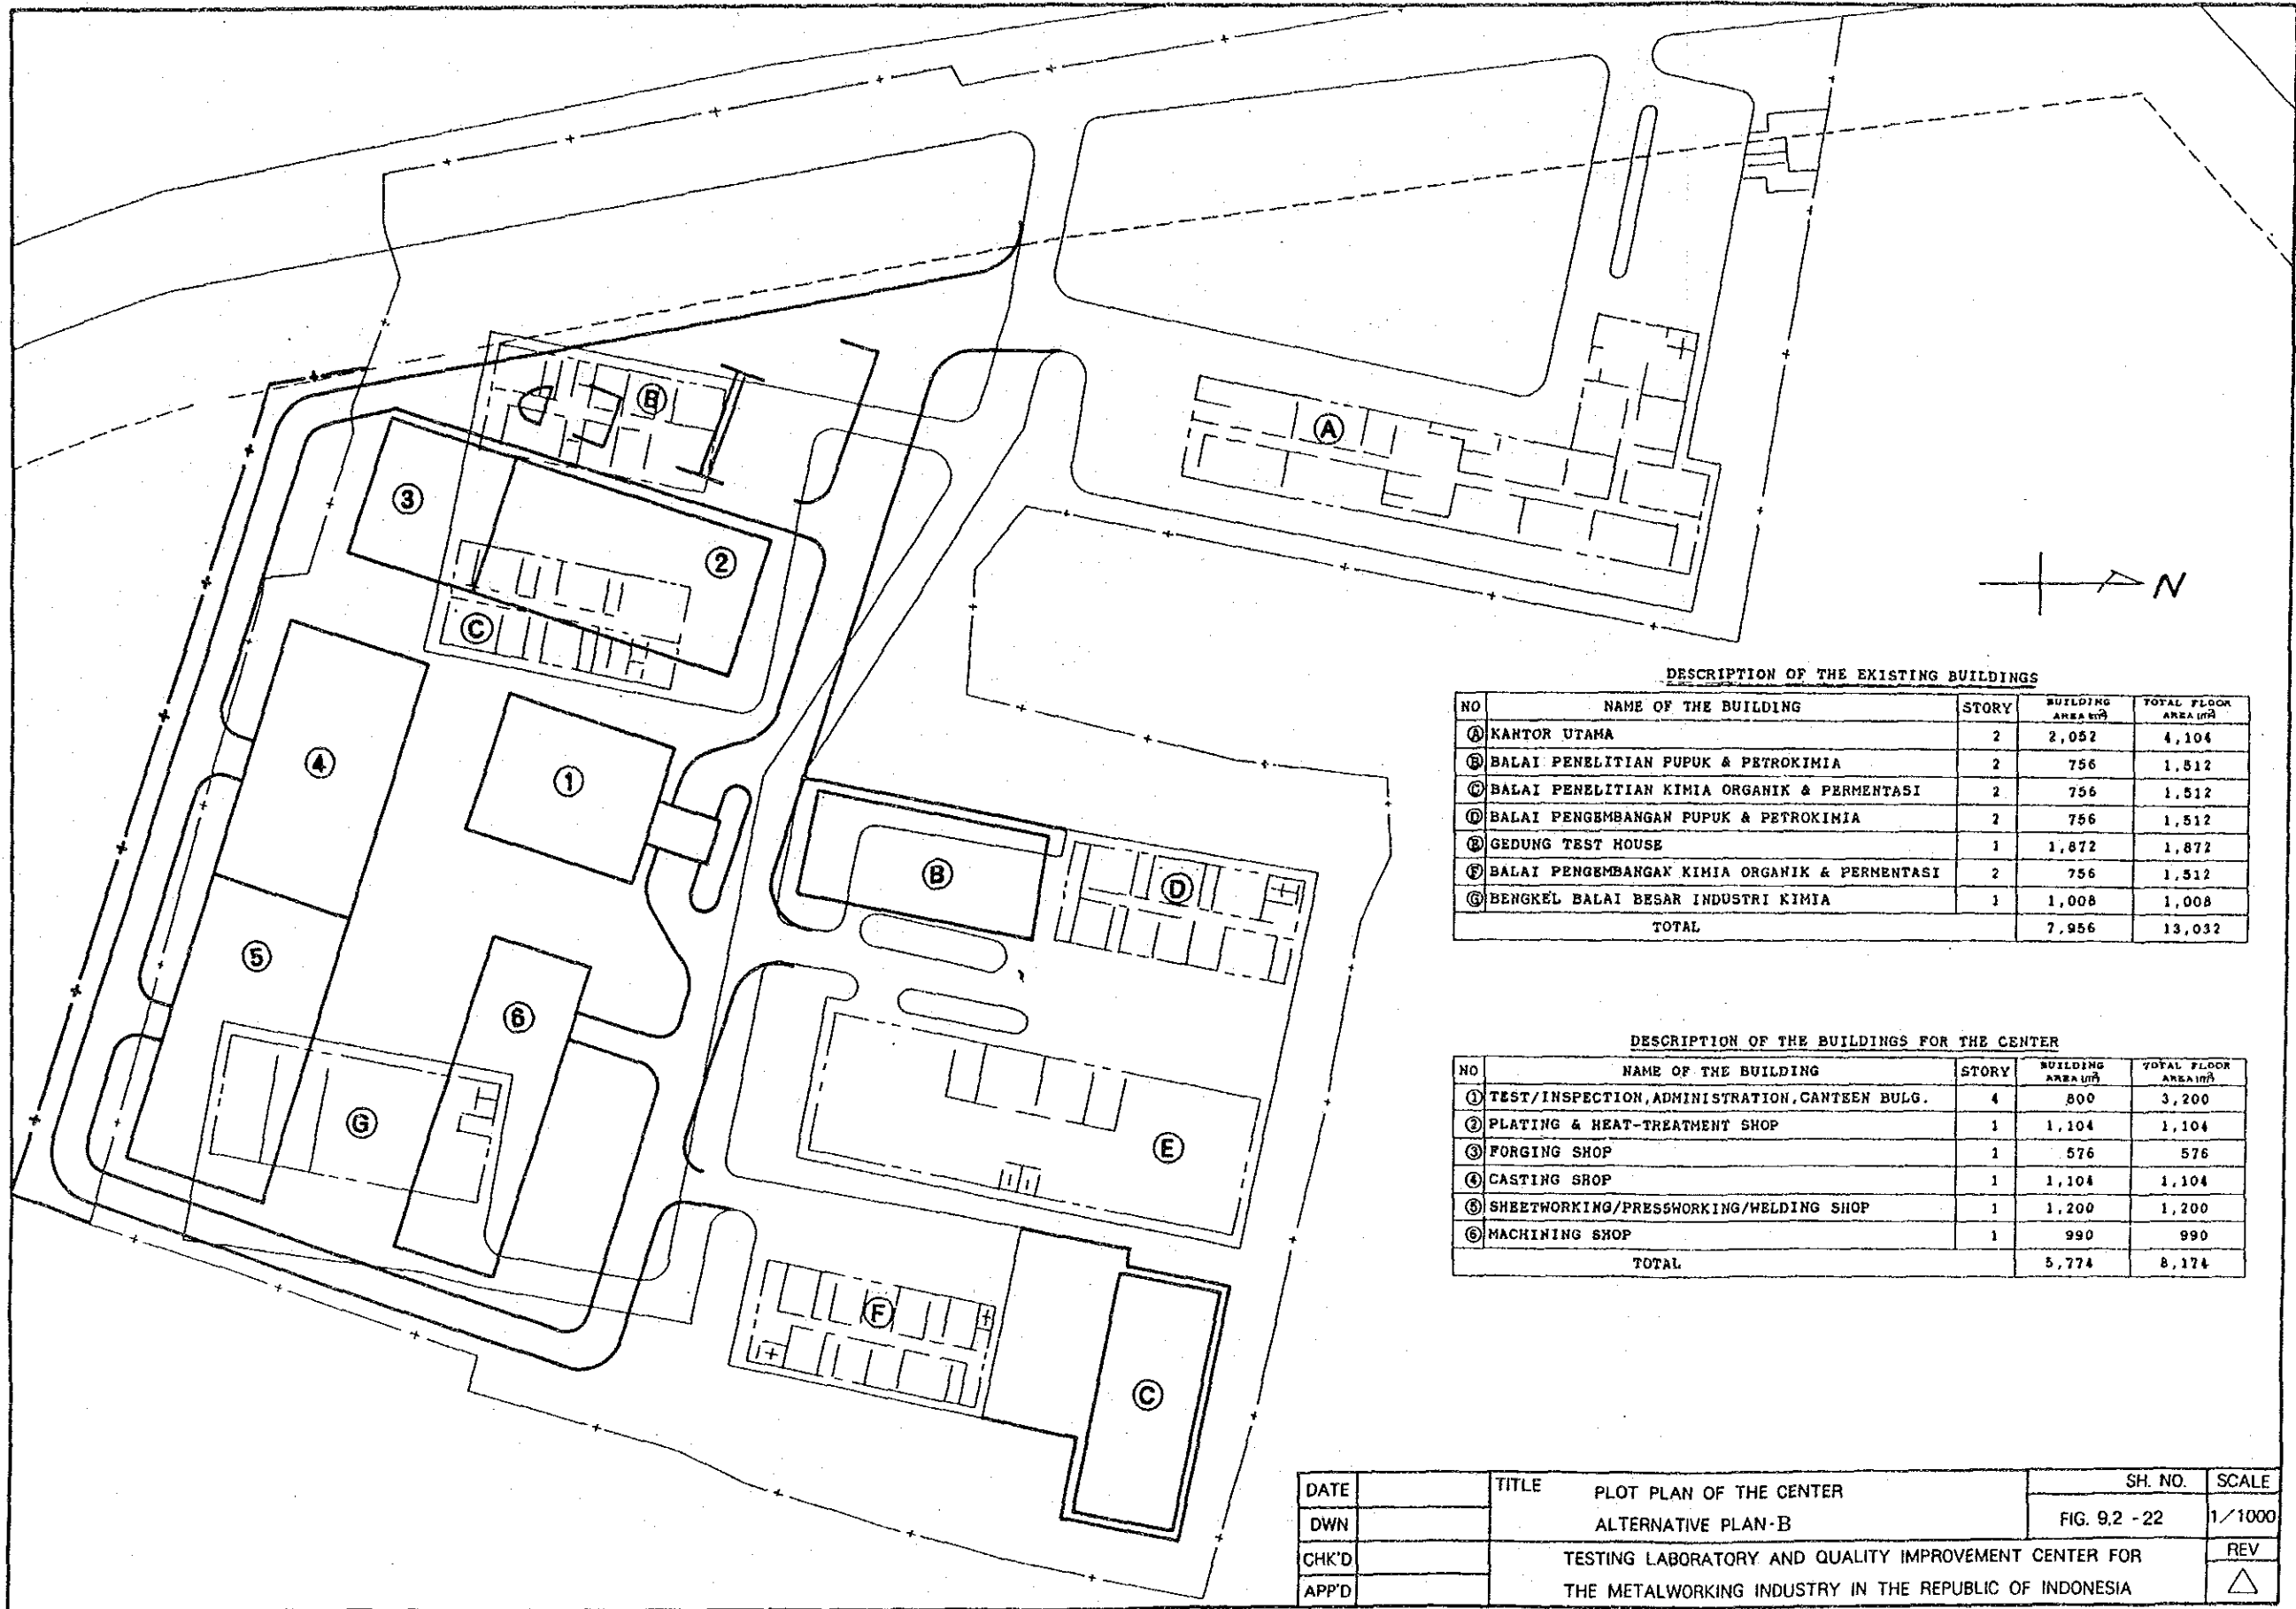 B
A
3
2
C
N
4
1
B
D
5
6
G
E
F
C
DESCRIPTION OF THE EXISTING BUILDINGS
NO NAME OF THE BUILDING STORY BUILDING AREA (m²) TOTAL FLOOR AREA (m²)
A KANTOR UTAMA 2 2,052 4,104
B BALAI PENELITIAN PUPUK & PETROKIMIA 2 756 1,512
C BALAI PENELITIAN KIMIA ORGANIK & PERMENTASI 2 756 1,512
D BALAI PENGEMBANGAN PUPUK & PETROKIMIA 2 756 1,512
E GEDUNG TEST HOUSE 1 1,872 1,872
F BALAI PENGEMBANGAN KIMIA ORGANIK & PERMENTASI 2 756 1,512
G BENGKEL BALAI BESAR INDUSTRI KIMIA 1 1,008 1,008
TOTAL 7,956 13,032
DESCRIPTION OF THE BUILDINGS FOR THE CENTER
NO NAME OF THE BUILDING STORY BUILDING AREA (m²) TOTAL FLOOR AREA (m²)
1 TEST/INSPECTION,ADMINISTRATION,CANTEEN BULG. 4 800 3,200
2 PLATING & HEAT-TREATMENT SHOP 1 1,104 1,104
3 FORGING SHOP 1 576 576
4 CASTING SHOP 1 1,104 1,104
5 SHEETWORKING/PRESSWORKING/WELDING SHOP 1 1,200 1,200
6 MACHINING SHOP 1 990 990
TOTAL 5,774 8,174
DATE
DWN
CHK'D
APP'D
TITLE PLOT PLAN OF THE CENTER
ALTERNATIVE PLAN-B
SH. NO.
FIG. 9.2 - 22
SCALE
1/1000
TESTING LABORATORY AND QUALITY IMPROVEMENT CENTER FOR
THE METALWORKING INDUSTRY IN THE REPUBLIC OF INDONESIA
REV